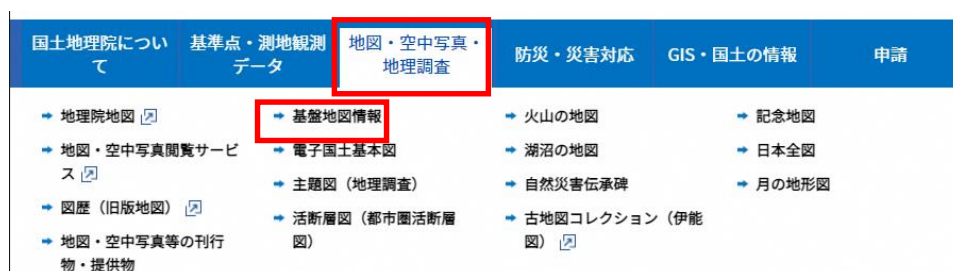 国土地理院につい
て
基準点・測地観測
データ
地図・空中写真・
地理調査
防災・災害対応
GIS・国土の情報
申請
地理院地図
地図・空中写真閲覧サービ
ス
図歴（旧版地図）
地図・空中写真等の刊行
物・提供物
基盤地図情報
電子国土基本図
主題図（地理調査）
活断層図（都市圏活断層
図）
火山の地図
湖沼の地図
自然災害伝承碑
古地図コレクション（伊能
図）
記念地図
日本全図
月の地形図